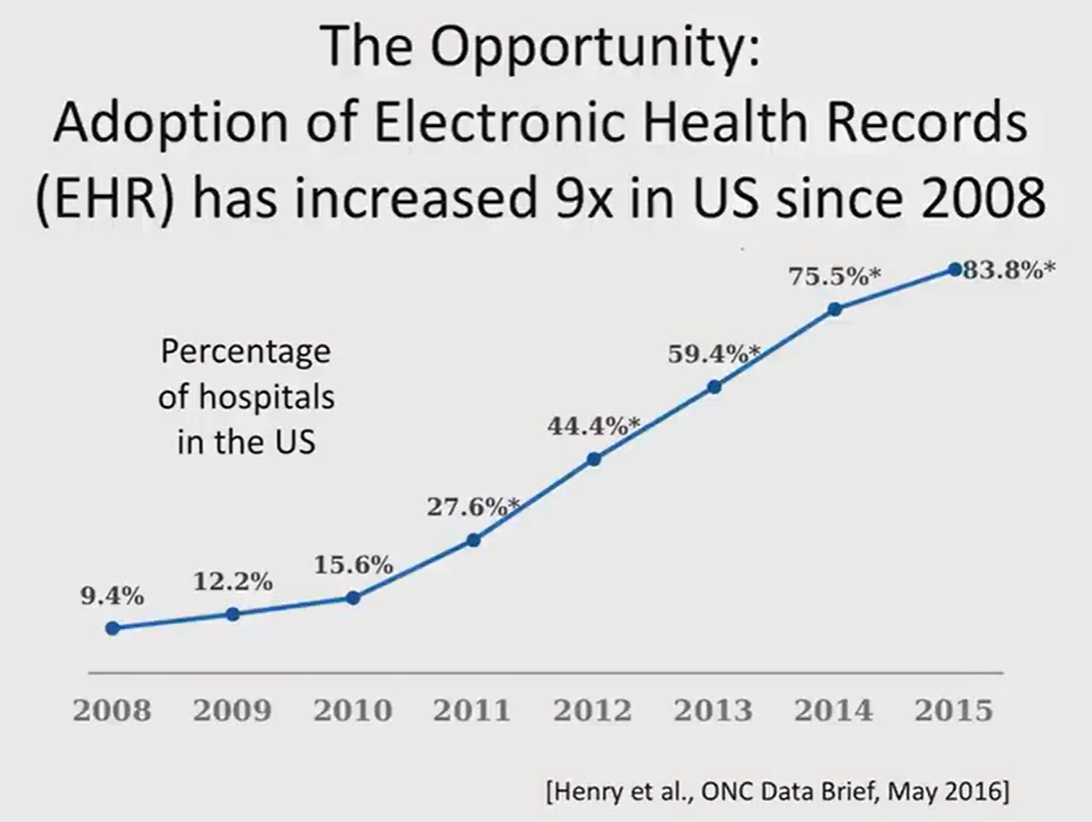 The Opportunity:
Adoption of Electronic Health Records
(EHR) has increased 9x in US since 2008
Percentage
of hospitals
in the US
9.4%
12.2%
15.6%
27.6%*
44.4%*
59.4%*
75.5%*
83.8%*
2008 2009 2010 2011 2012 2013 2014 2015
[Henry et al., ONC Data Brief, May 2016]